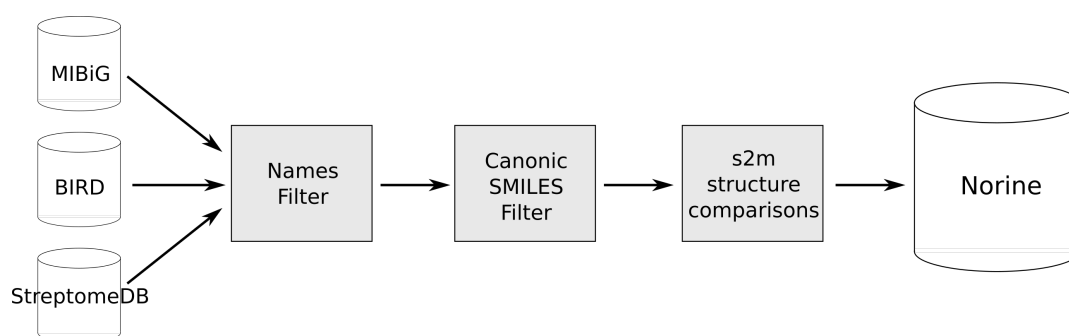 MIBiG
BIRD
StreptomeDB
Names
Filter
Canonic
SMILES
Filter
s2m
structure
comparisons
Norine